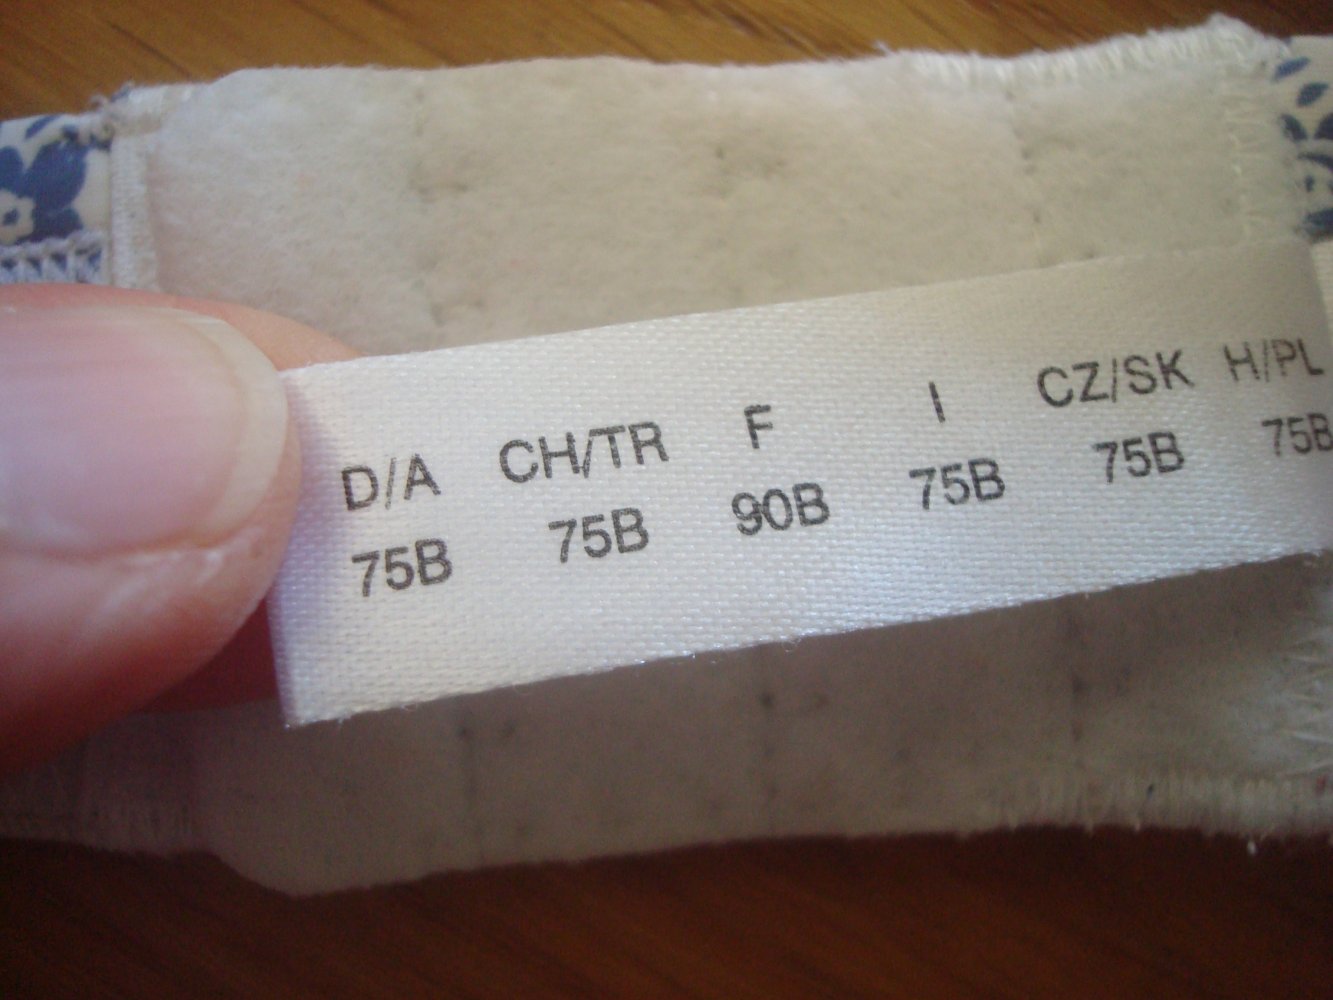 D/A CH/TR F I CZ/SK H/PL
75B 75B 90B 75B 75B 75B